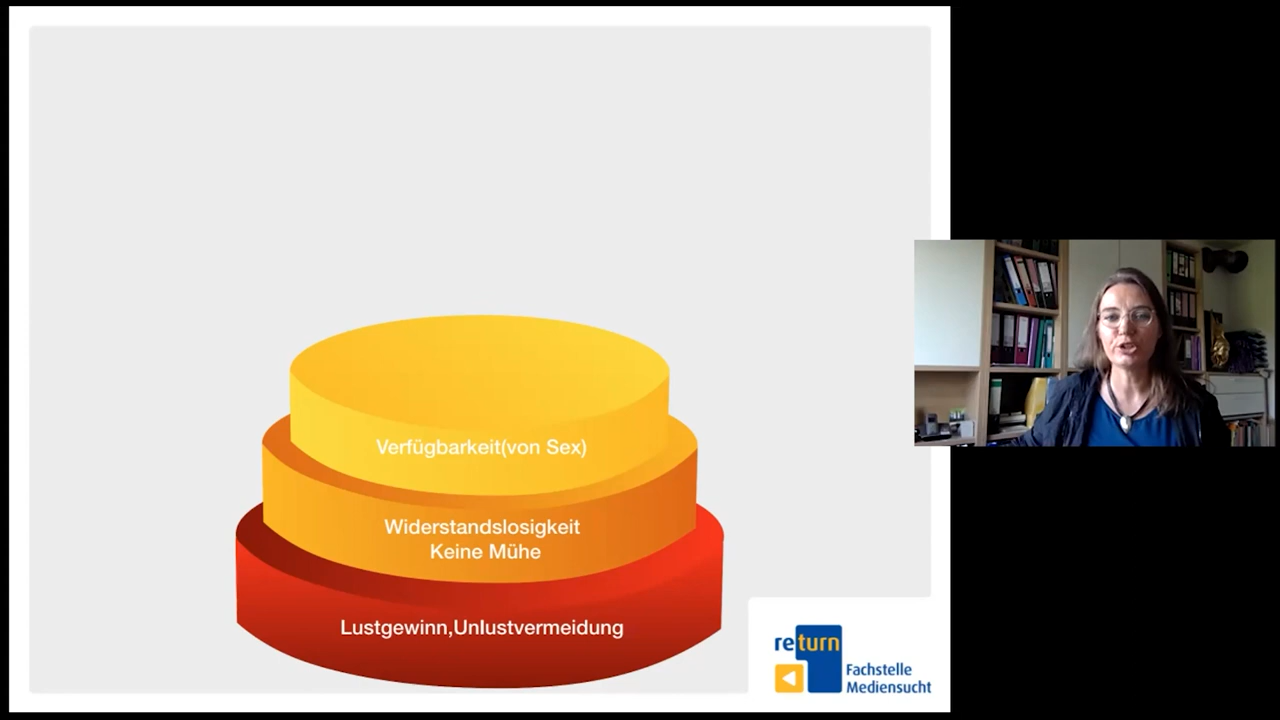 Verfügbarkeit(von Sex)
Widerstandslosigkeit
Keine Mühe
Lustgewinn,Unlustvermeidung
return
Fachstelle
Mediensucht